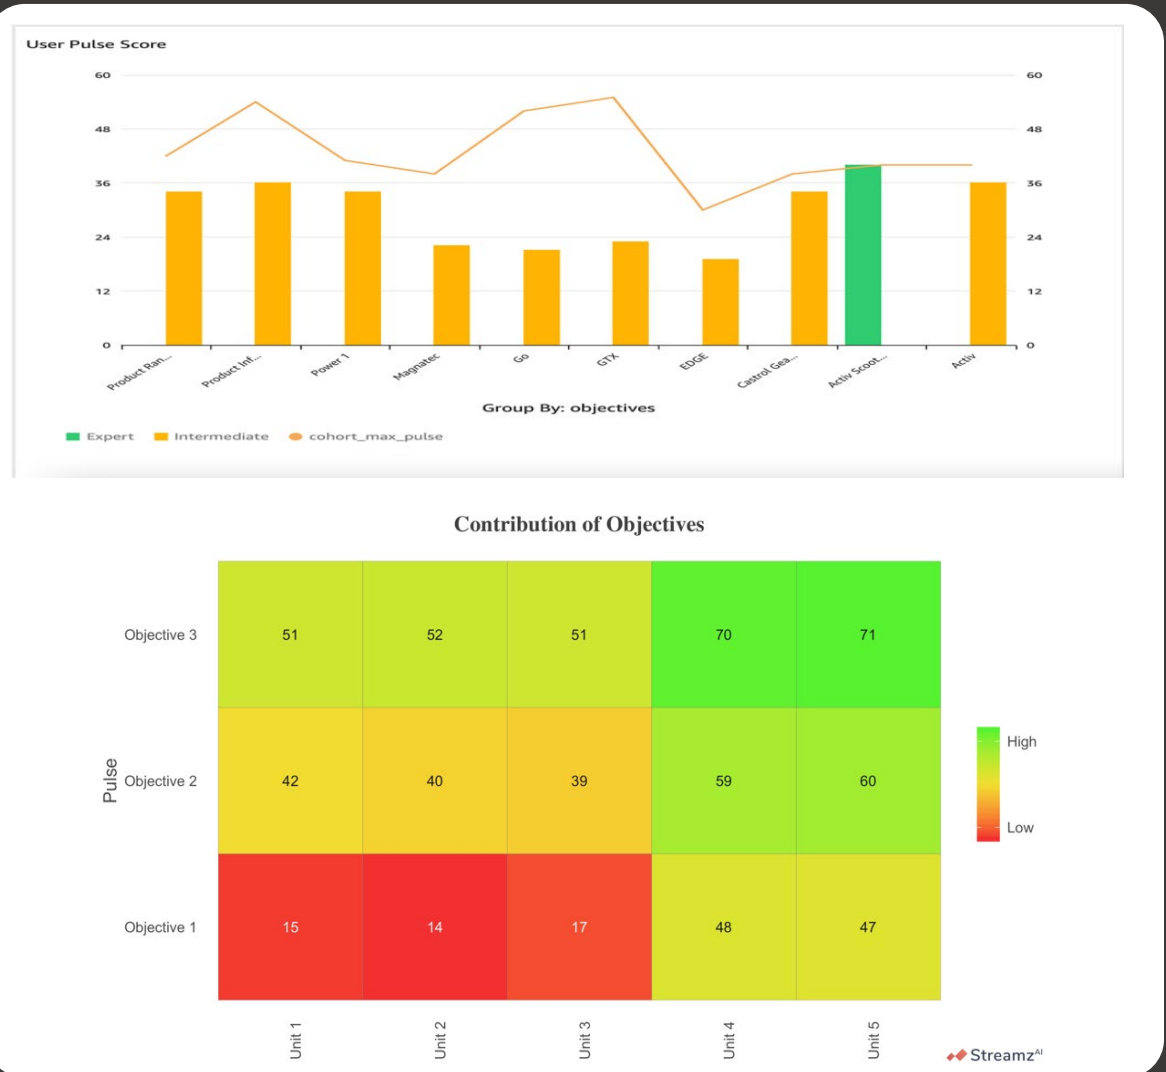 User Pulse Score
60 60
48 48
36 36
24 24
12 12
0 0
Product Ran... Product Inf... Power 1 Magnatec Go GTX EDGE Castrol Gea... Activ Scoot... Activ
Group By: objectives
Expert Intermediate cohort_max_pulse
Contribution of Objectives
Objective 3 51 52 51 70 71
High
Pulse
Objective 2 42 40 39 59 60
Low
Objective 1 15 14 17 48 47
Unit 1 Unit 2 Unit 3 Unit 4 Unit 5
StreamzAI